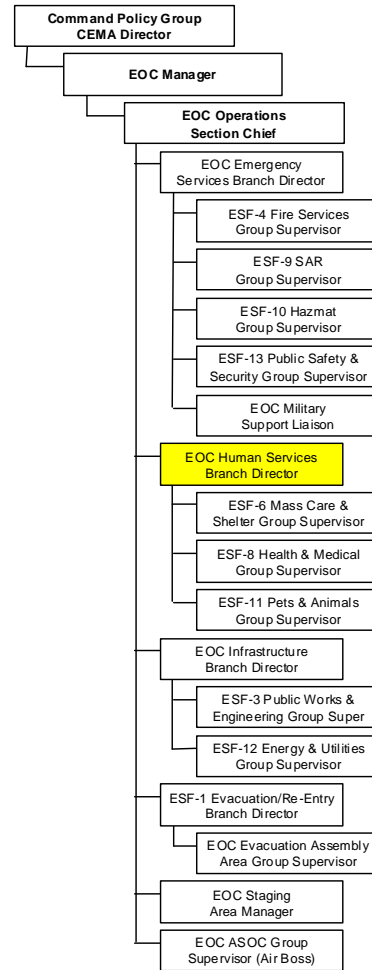 Command Policy Group
CEMA Director
EOC Manager
EOC Operations
Section Chief
EOC Emergency
Services Branch Director
ESF-4 Fire Services
Group Supervisor
ESF-9 SAR
Group Supervisor
ESF-10 Hazmat
Group Supervisor
ESF-13 Public Safety &
Security Group Supervisor
EOC Military
Support Liaison
EOC Human Services
Branch Director
ESF-6 Mass Care &
Shelter Group Supervisor
ESF-8 Health & Medical
Group Supervisor
ESF-11 Pets & Animals
Group Supervisor
EOC Infrastructure
Branch Director
ESF-3 Public Works &
Engineering Group Super
ESF-12 Energy & Utilities
Group Supervisor
ESF-1 Evacuation/Re-Entry
Branch Director
EOC Evacuation Assembly
Area Group Supervisor
EOC Staging
Area Manager
EOC ASOC Group
Supervisor (Air Boss)